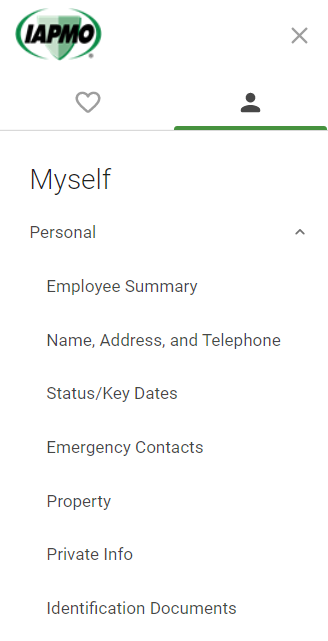 IAPMO
Myself
Personal
Employee Summary
Name, Address, and Telephone
Status/Key Dates
Emergency Contacts
Property
Private Info
Identification Documents